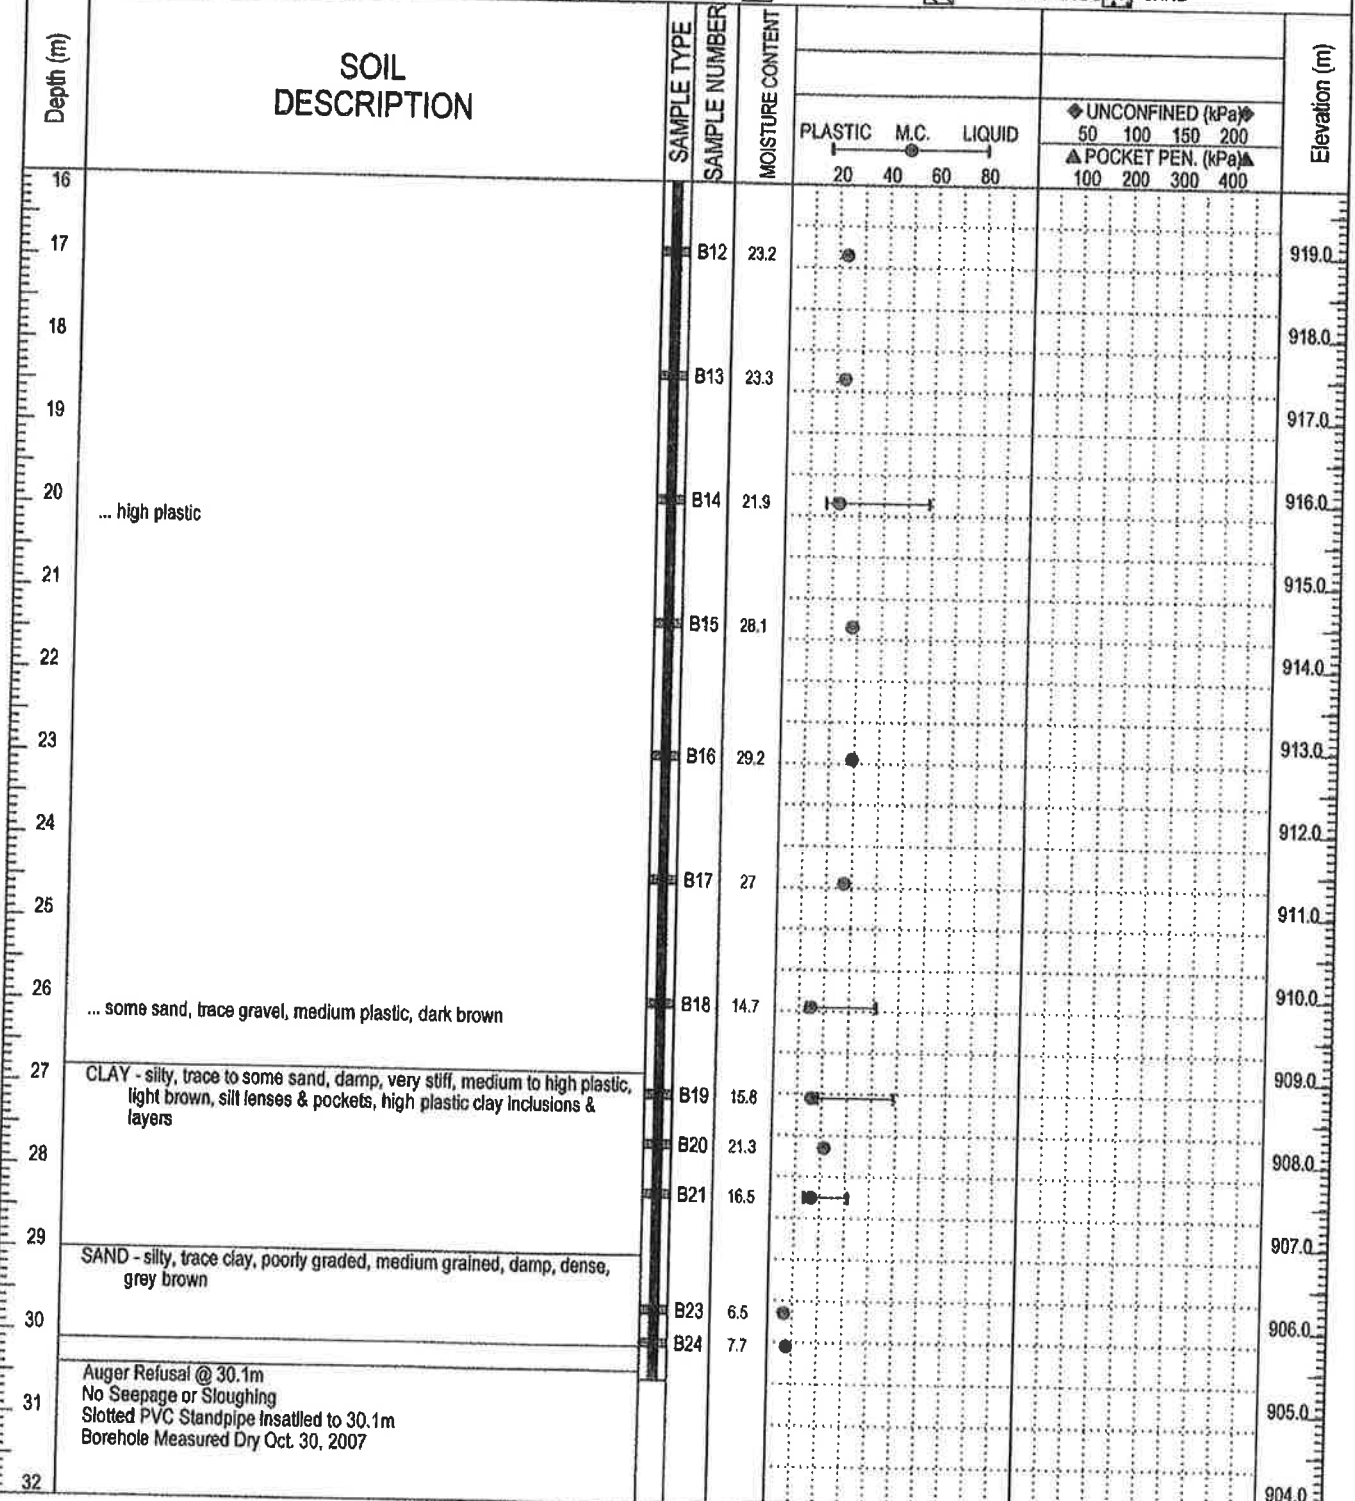 Depth (m)
SOIL
DESCRIPTION
SAMPLE TYPE
SAMPLE NUMBER
MOISTURE CONTENT
PLASTIC M.C. LIQUID
20 40 60 80
◆ UNCONFINED (kPa) ◆
50 100 150 200
▲ POCKET PEN. (kPa) ▲
100 200 300 400
Elevation (m)
16
17 B12 23.2 919.0
18 918.0
B13 23.3
19 917.0
20 ... high plastic B14 21.9 916.0
21 915.0
B15 28.1
22 914.0
23 B16 29.2 913.0
24 912.0
B17 27
25 911.0
26 B18 14.7 910.0
... some sand, trace gravel, medium plastic, dark brown
27 909.0
CLAY - silty, trace to some sand, damp, very stiff, medium to high plastic,
light brown, silt lenses & pockets, high plastic clay inclusions & B19 15.8
layers
28 B20 21.3 908.0
B21 16.5
29 907.0
SAND - silty, trace clay, poorly graded, medium grained, damp, dense,
grey brown
B23 6.5
30 906.0
B24 7.7
Auger Refusal @ 30.1m
No Seepage or Sloughing
31 905.0
Slotted PVC Standpipe Insatlled to 30.1m
Borehole Measured Dry Oct. 30, 2007
32 904.0